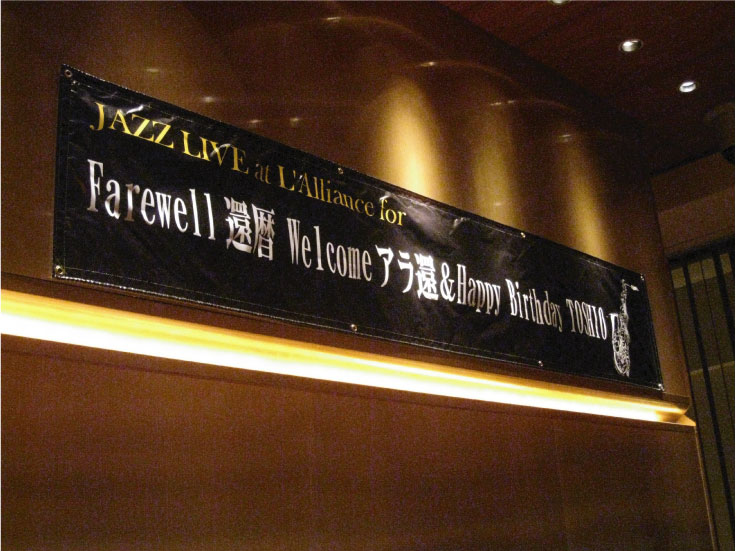 JAZZ LIVE at L'Alliance for
Farewell 還暦 Welcome アラ還&Happy Birthday TOSHIO